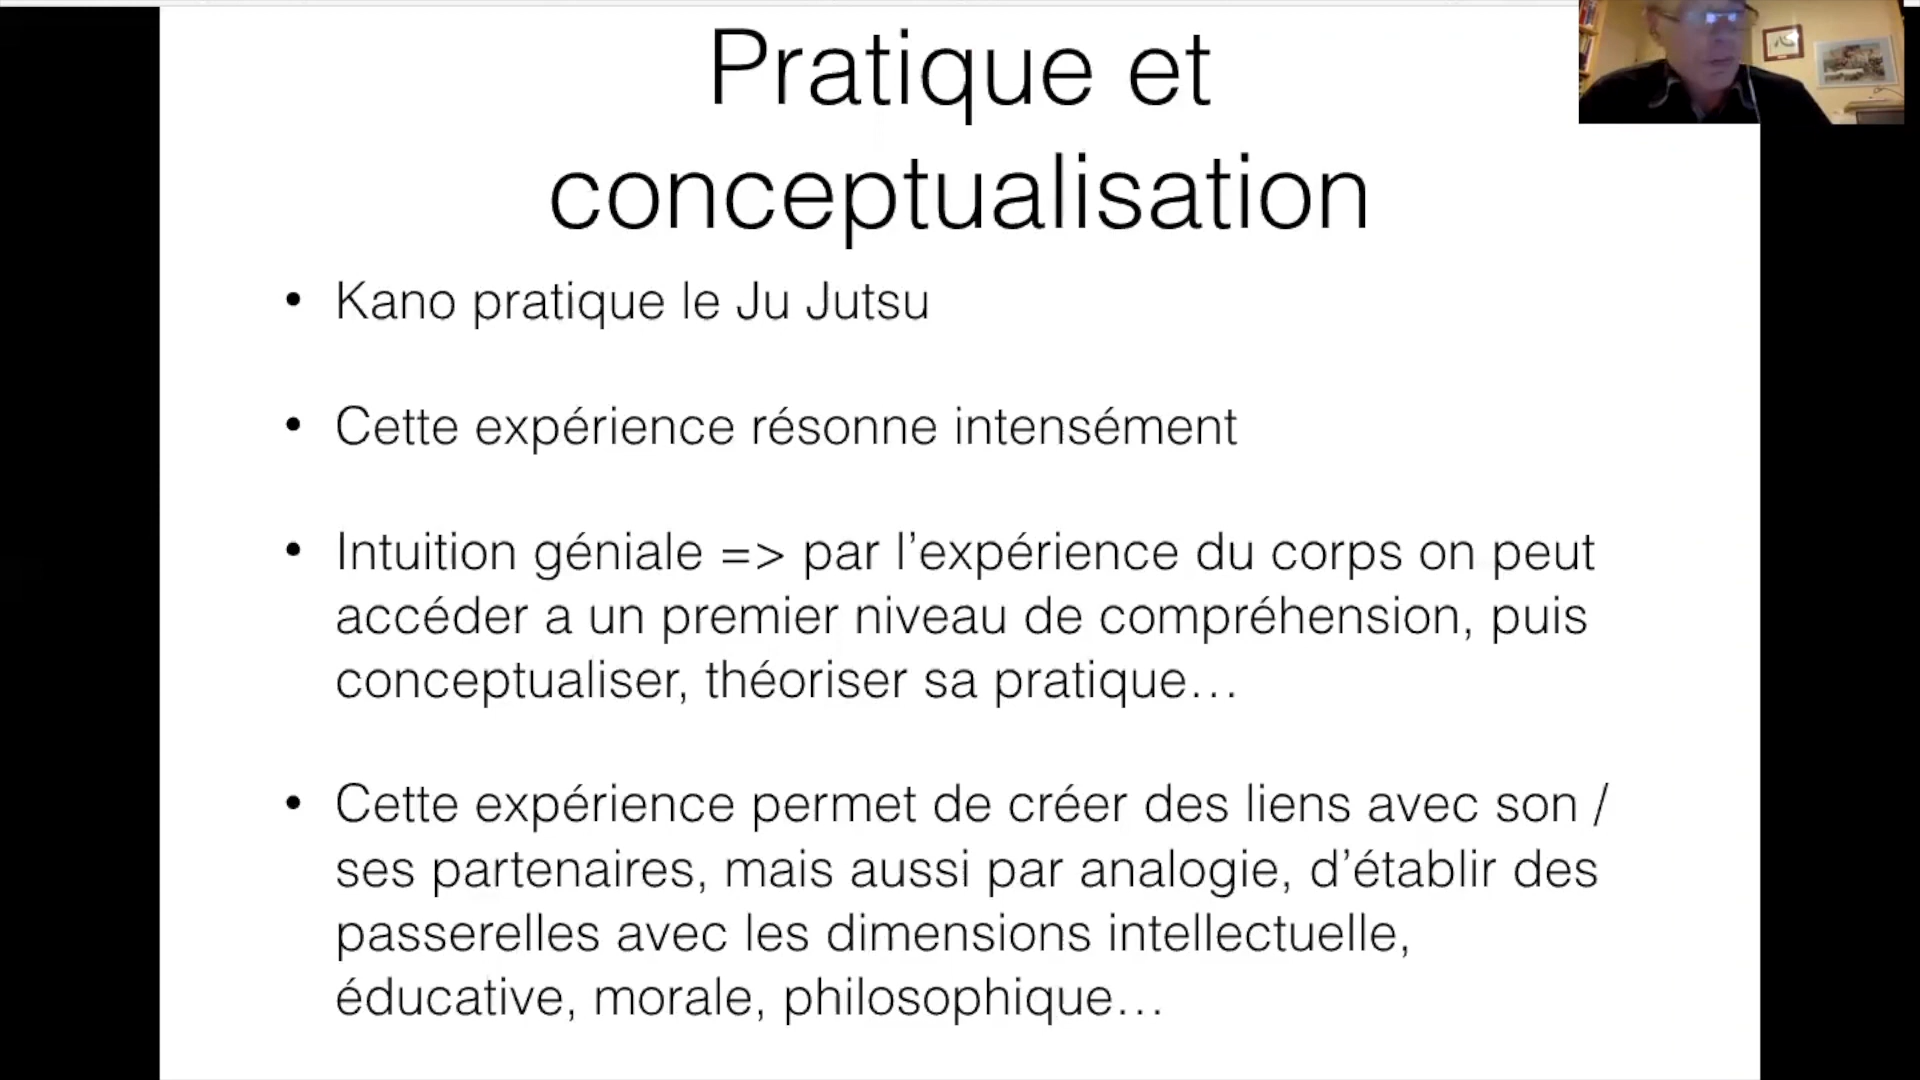 Pratique et
conceptualisation
• Kano pratique le Ju Jutsu
• Cette expérience résonne intensément
• Intuition géniale => par l’expérience du corps on peut
accéder a un premier niveau de compréhension, puis
conceptualiser, théoriser sa pratique…
• Cette expérience permet de créer des liens avec son /
ses partenaires, mais aussi par analogie, d’établir des
passerelles avec les dimensions intellectuelle,
éducative, morale, philosophique…